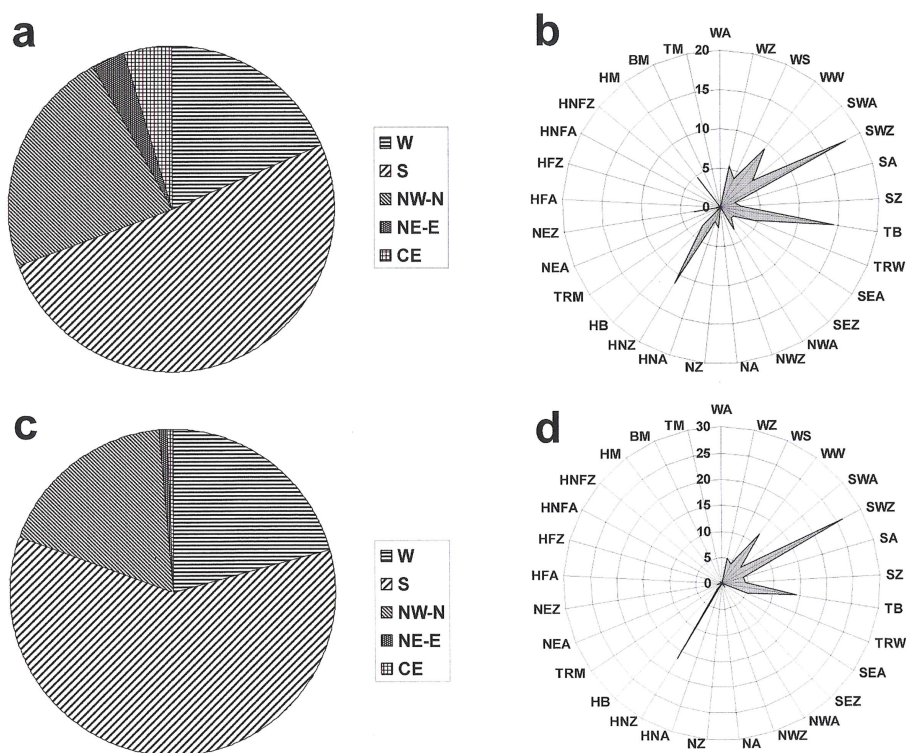 a
W
S
NW-N
NE-E
CE
b
WA
WZ
WS
WW
SWA
SWZ
SA
SZ
TB
TRW
SEA
SEZ
NWA
NWZ
NA
NZ
HNA
HNZ
HB
TRM
NEA
NEZ
HFA
HFZ
HNFA
HNFZ
HM
BM
TM
20
15
10
5
0
c
W
S
NW-N
NE-E
CE
d
WA
WZ
WS
WW
SWA
SWZ
SA
SZ
TB
TRW
SEA
SEZ
NWA
NWZ
NA
NZ
HNA
HNZ
HB
TRM
NEA
NEZ
HFA
HFZ
HNFA
HNFZ
HM
BM
TM
30
25
20
15
10
5
0